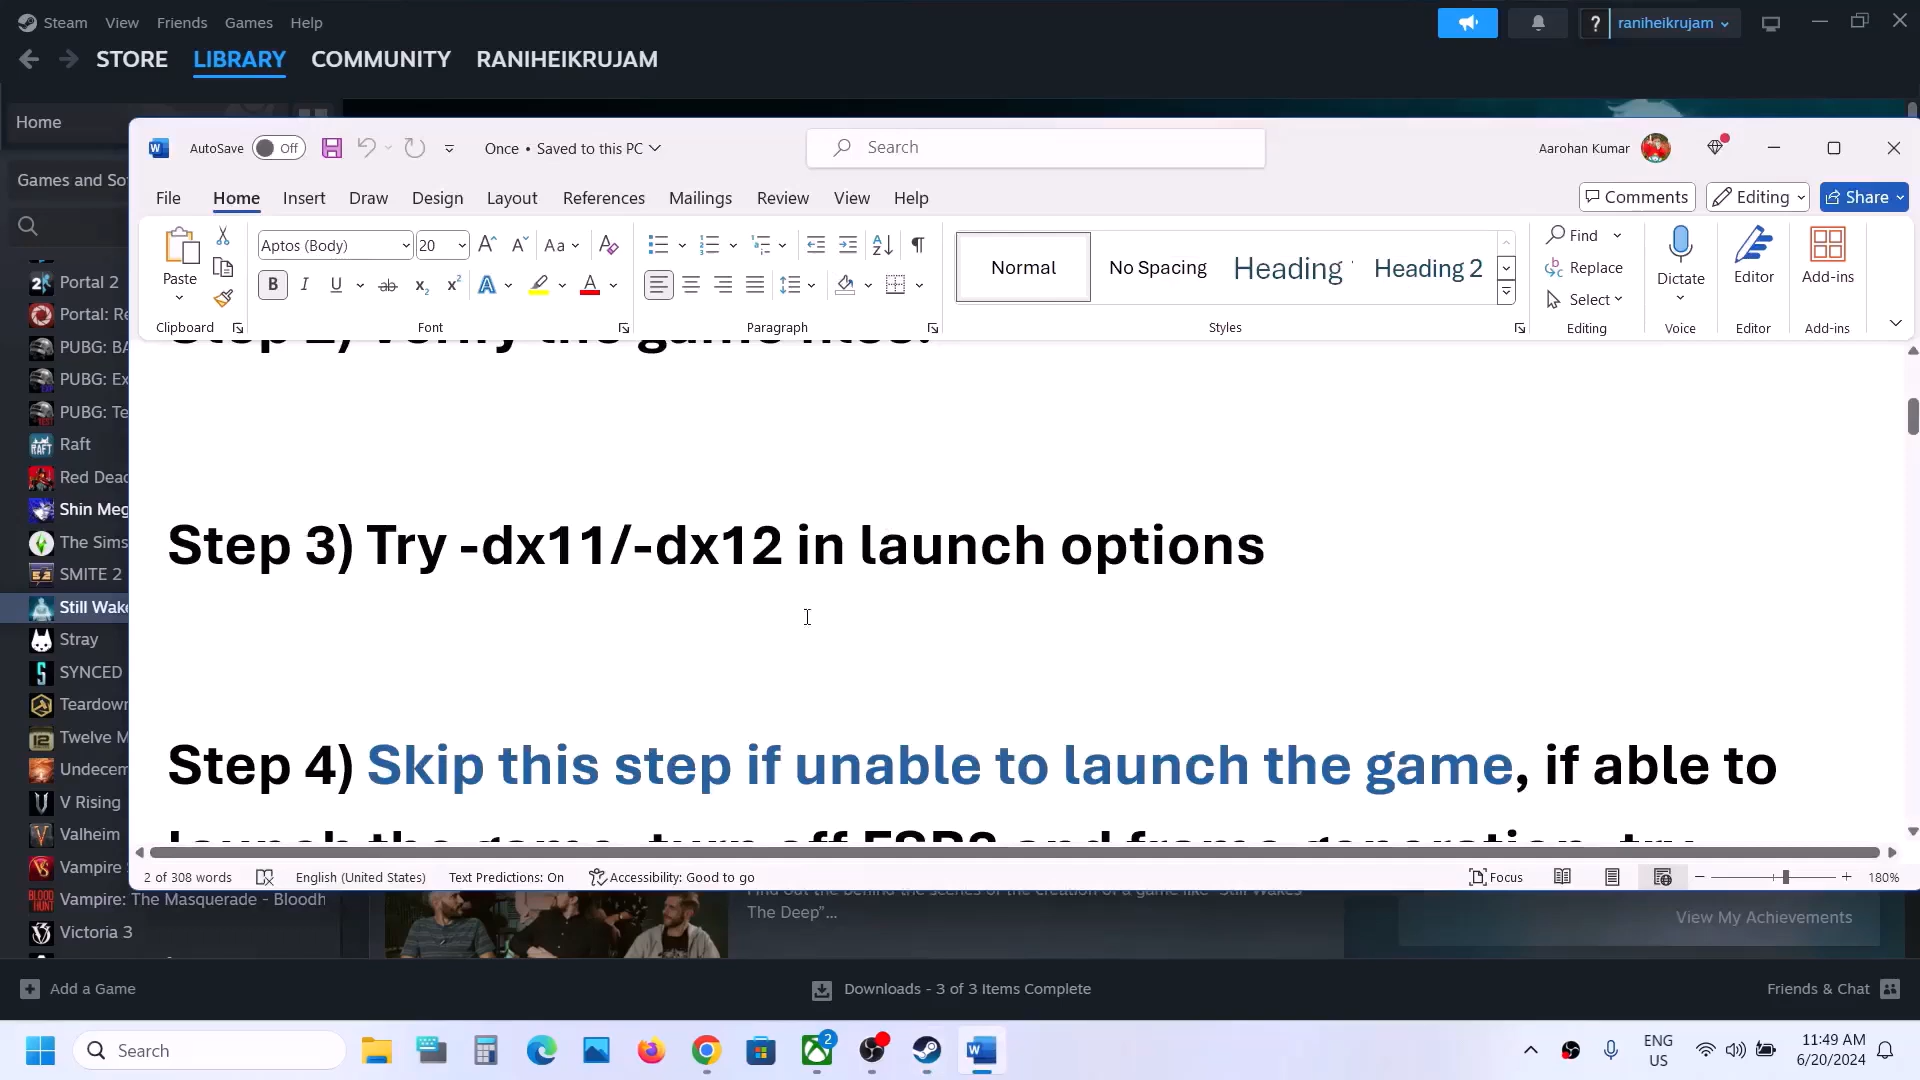 Steam View Friends Games Help
raniheikrujam
STORE LIBRARY COMMUNITY RANIHEIKRUJAM
Home
Games and So
AutoSave Off
Once • Saved to this PC
Search
Aarohan Kumar
File Home Insert Draw Design Layout References Mailings Review View Help
Comments Editing Share
Paste
Aptos (Body) 20
Normal
No Spacing
Heading
Heading 2
Find
Replace
Select
Dictate
Editor
Add-ins
Clipboard Font Paragraph Styles Editing Voice Editor Add-ins
Step 2) Verify the game files.
Step 3) Try -dx11/-dx12 in launch options
Step 4) Skip this step if unable to launch the game, if able to
launch the game, turn off FSR3 and frame generation, try
Portal 2
Portal: Re
PUBG: BA
PUBG: Ex
PUBG: Te
Raft
Red Dead
Shin Meg
The Sims
SMITE 2
Still Wake
Stray
SYNCED
Teardown
Twelve M
Undecem
V Rising
Valheim
Vampire S
Vampire: The Masquerade - Bloodh
Victoria 3
2 of 308 words
English (United States)
Text Predictions: On
Accessibility: Good to go
Focus
180%
Find out the behind the scenes of the creation of a game like "Still Wakes
The Deep"...
View My Achievements
Add a Game
Downloads - 3 of 3 Items Complete
Friends & Chat
Search
2
ENG
US
11:49 AM
6/20/2024